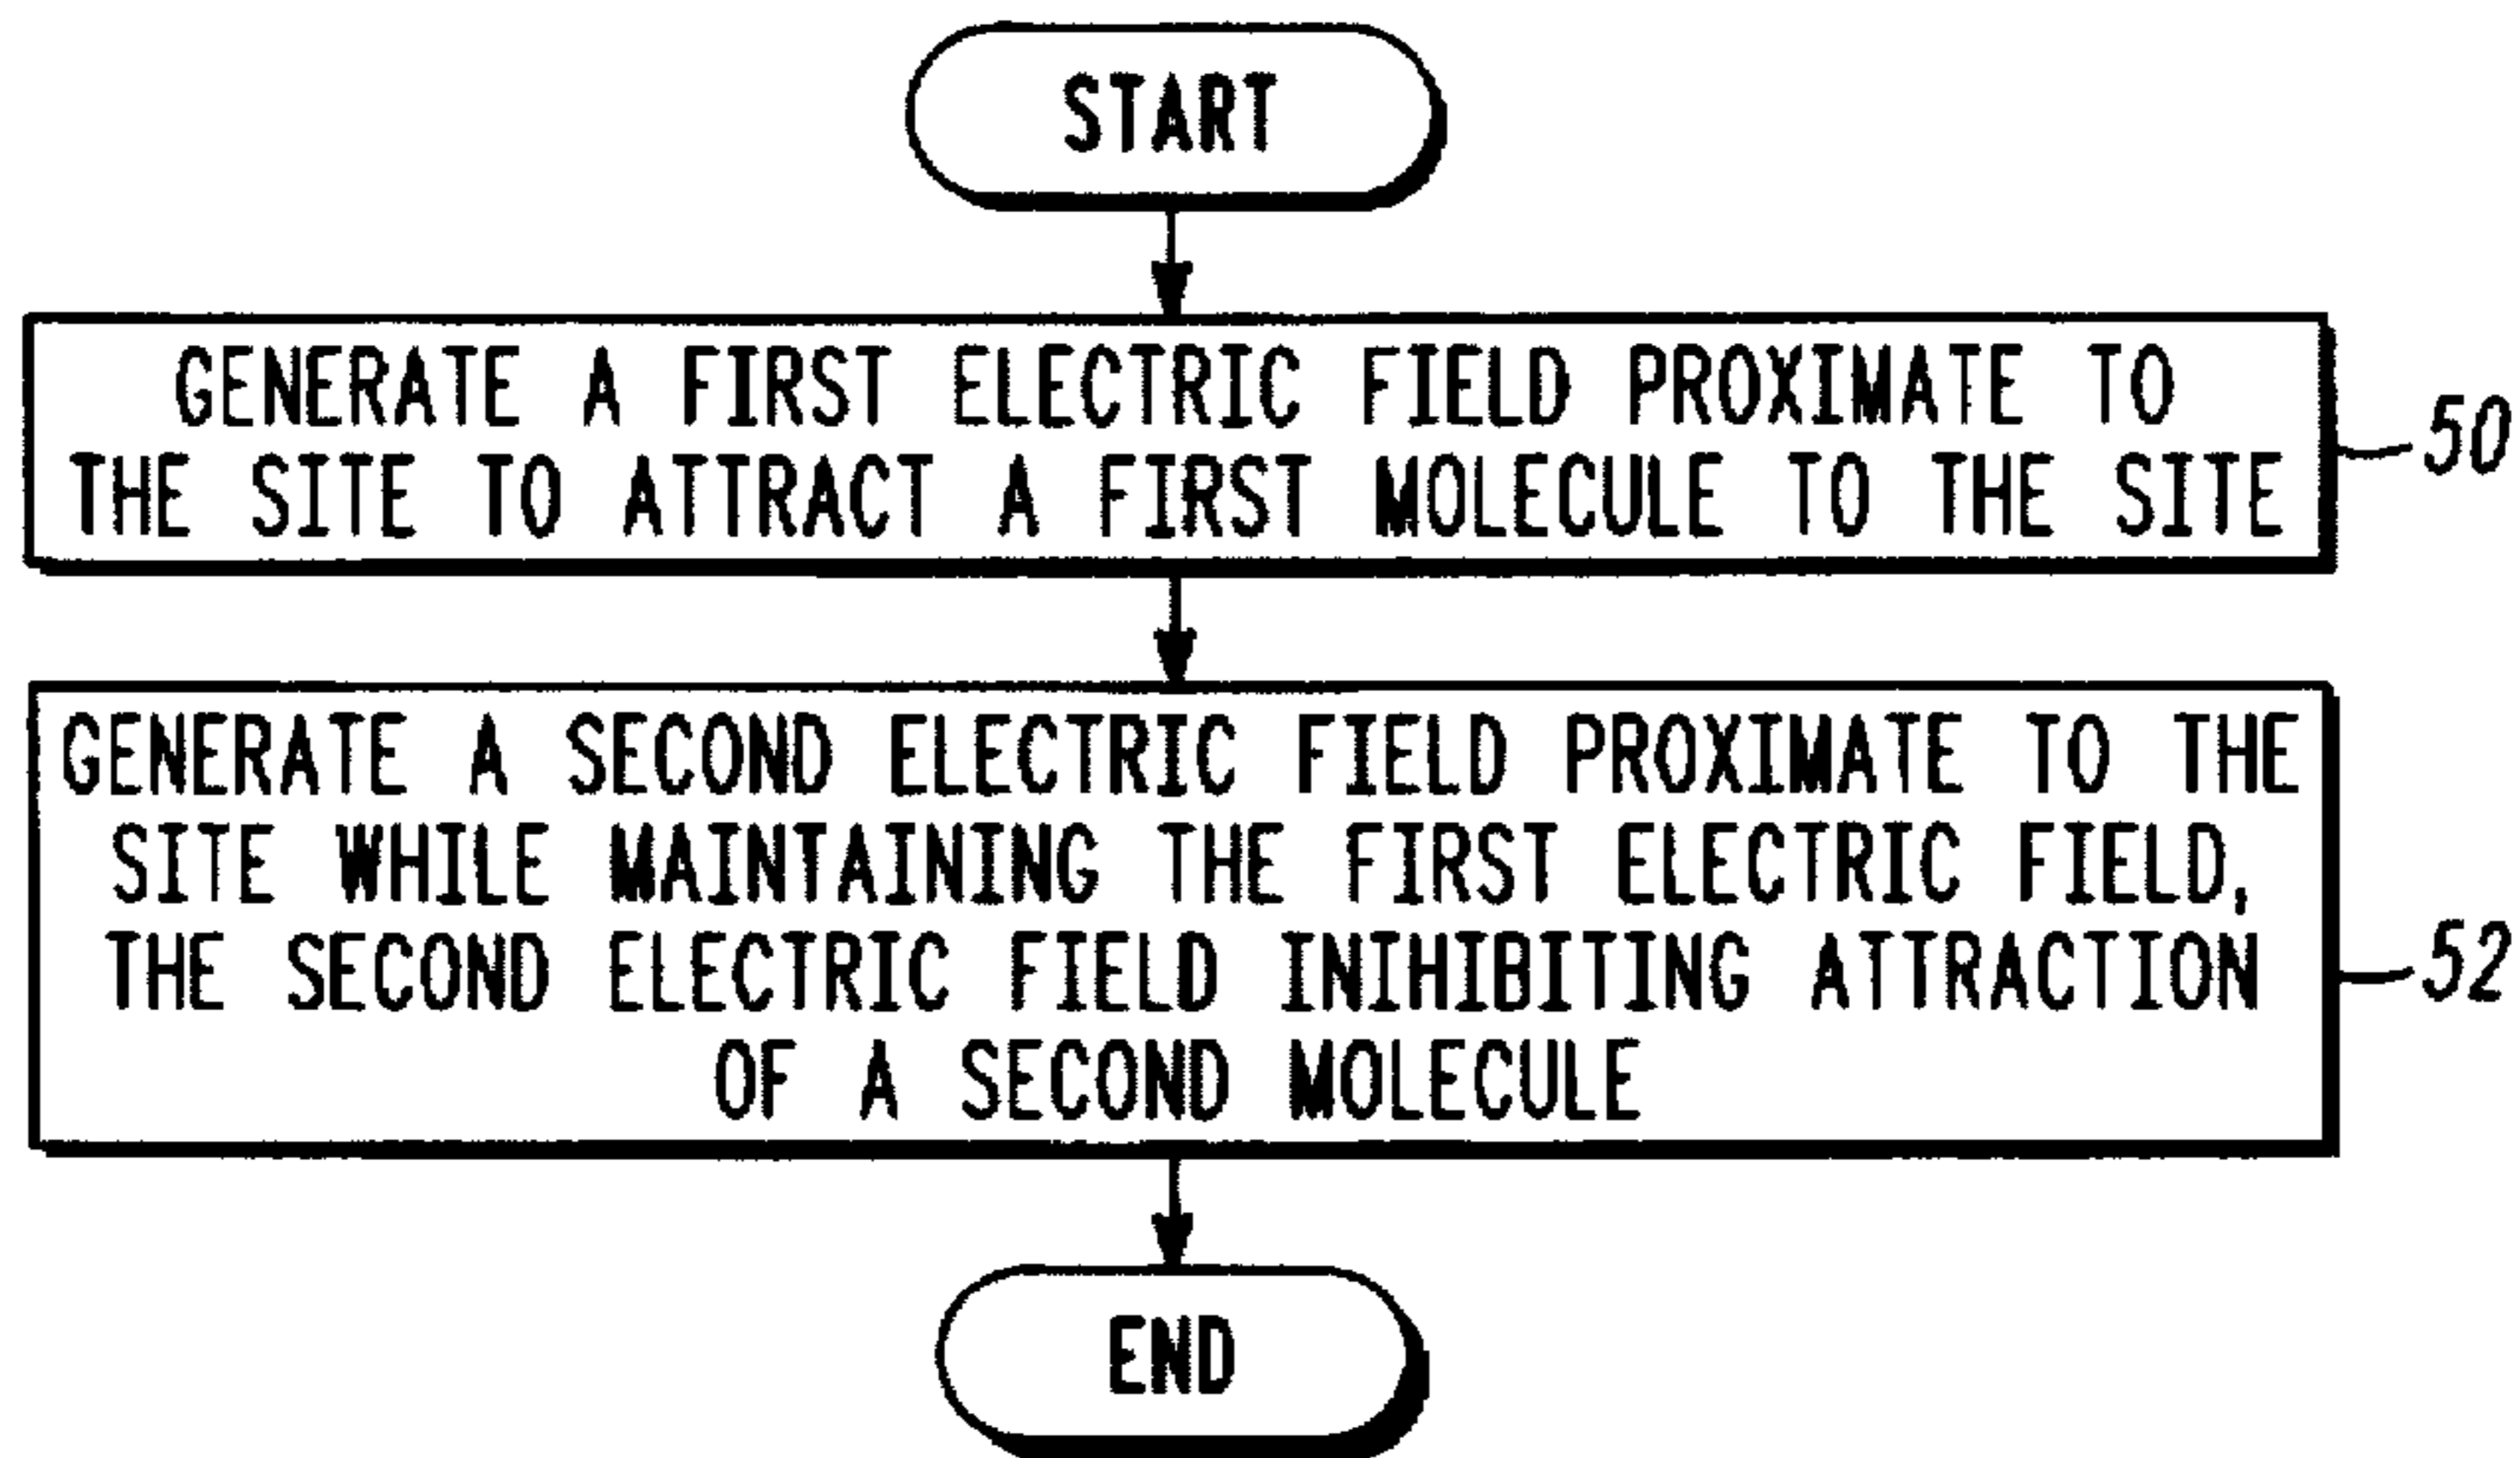 START
GENERATE A FIRST ELECTRIC FIELD PROXIMATE TO
THE SITE TO ATTRACT A FIRST MOLECULE TO THE SITE
50
GENERATE A SECOND ELECTRIC FIELD PROXIMATE TO THE
SITE WHILE MAINTAINING THE FIRST ELECTRIC FIELD,
THE SECOND ELECTRIC FIELD INIHIBITING ATTRACTION
OF A SECOND MOLECULE
52
END